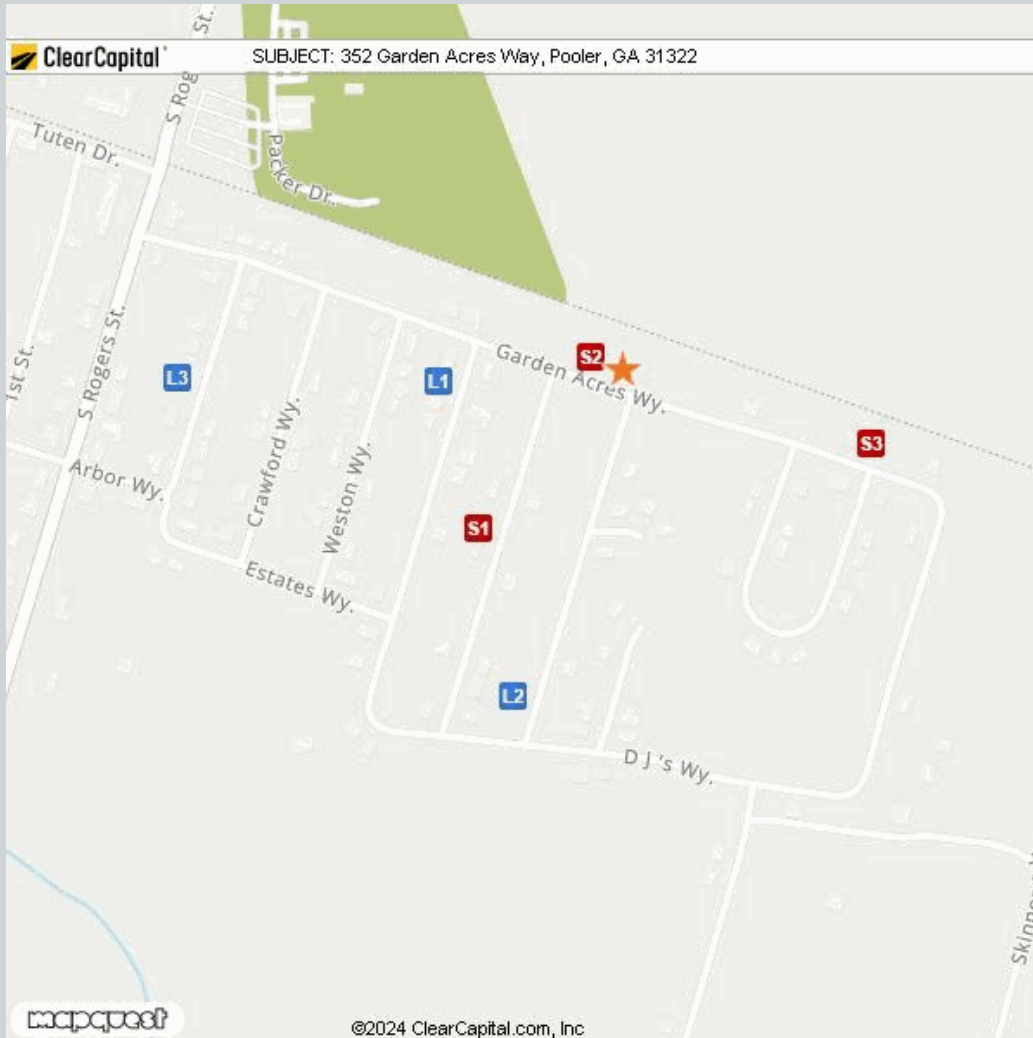 S Rogers St.
ClearCapital
SUBJECT: 352 Garden Acres Way, Pooler, GA 31322
Tuten Dr.
Packer Dr.
1st St.
S Rogers St.
L3
L1
S2
Garden Acres Wy.
S3
Crawford Wy.
Weston Wy.
Arbor Wy.
S1
Estates Wy.
L2
D J 's Wy.
mapquest
©2024 ClearCapital.com, Inc